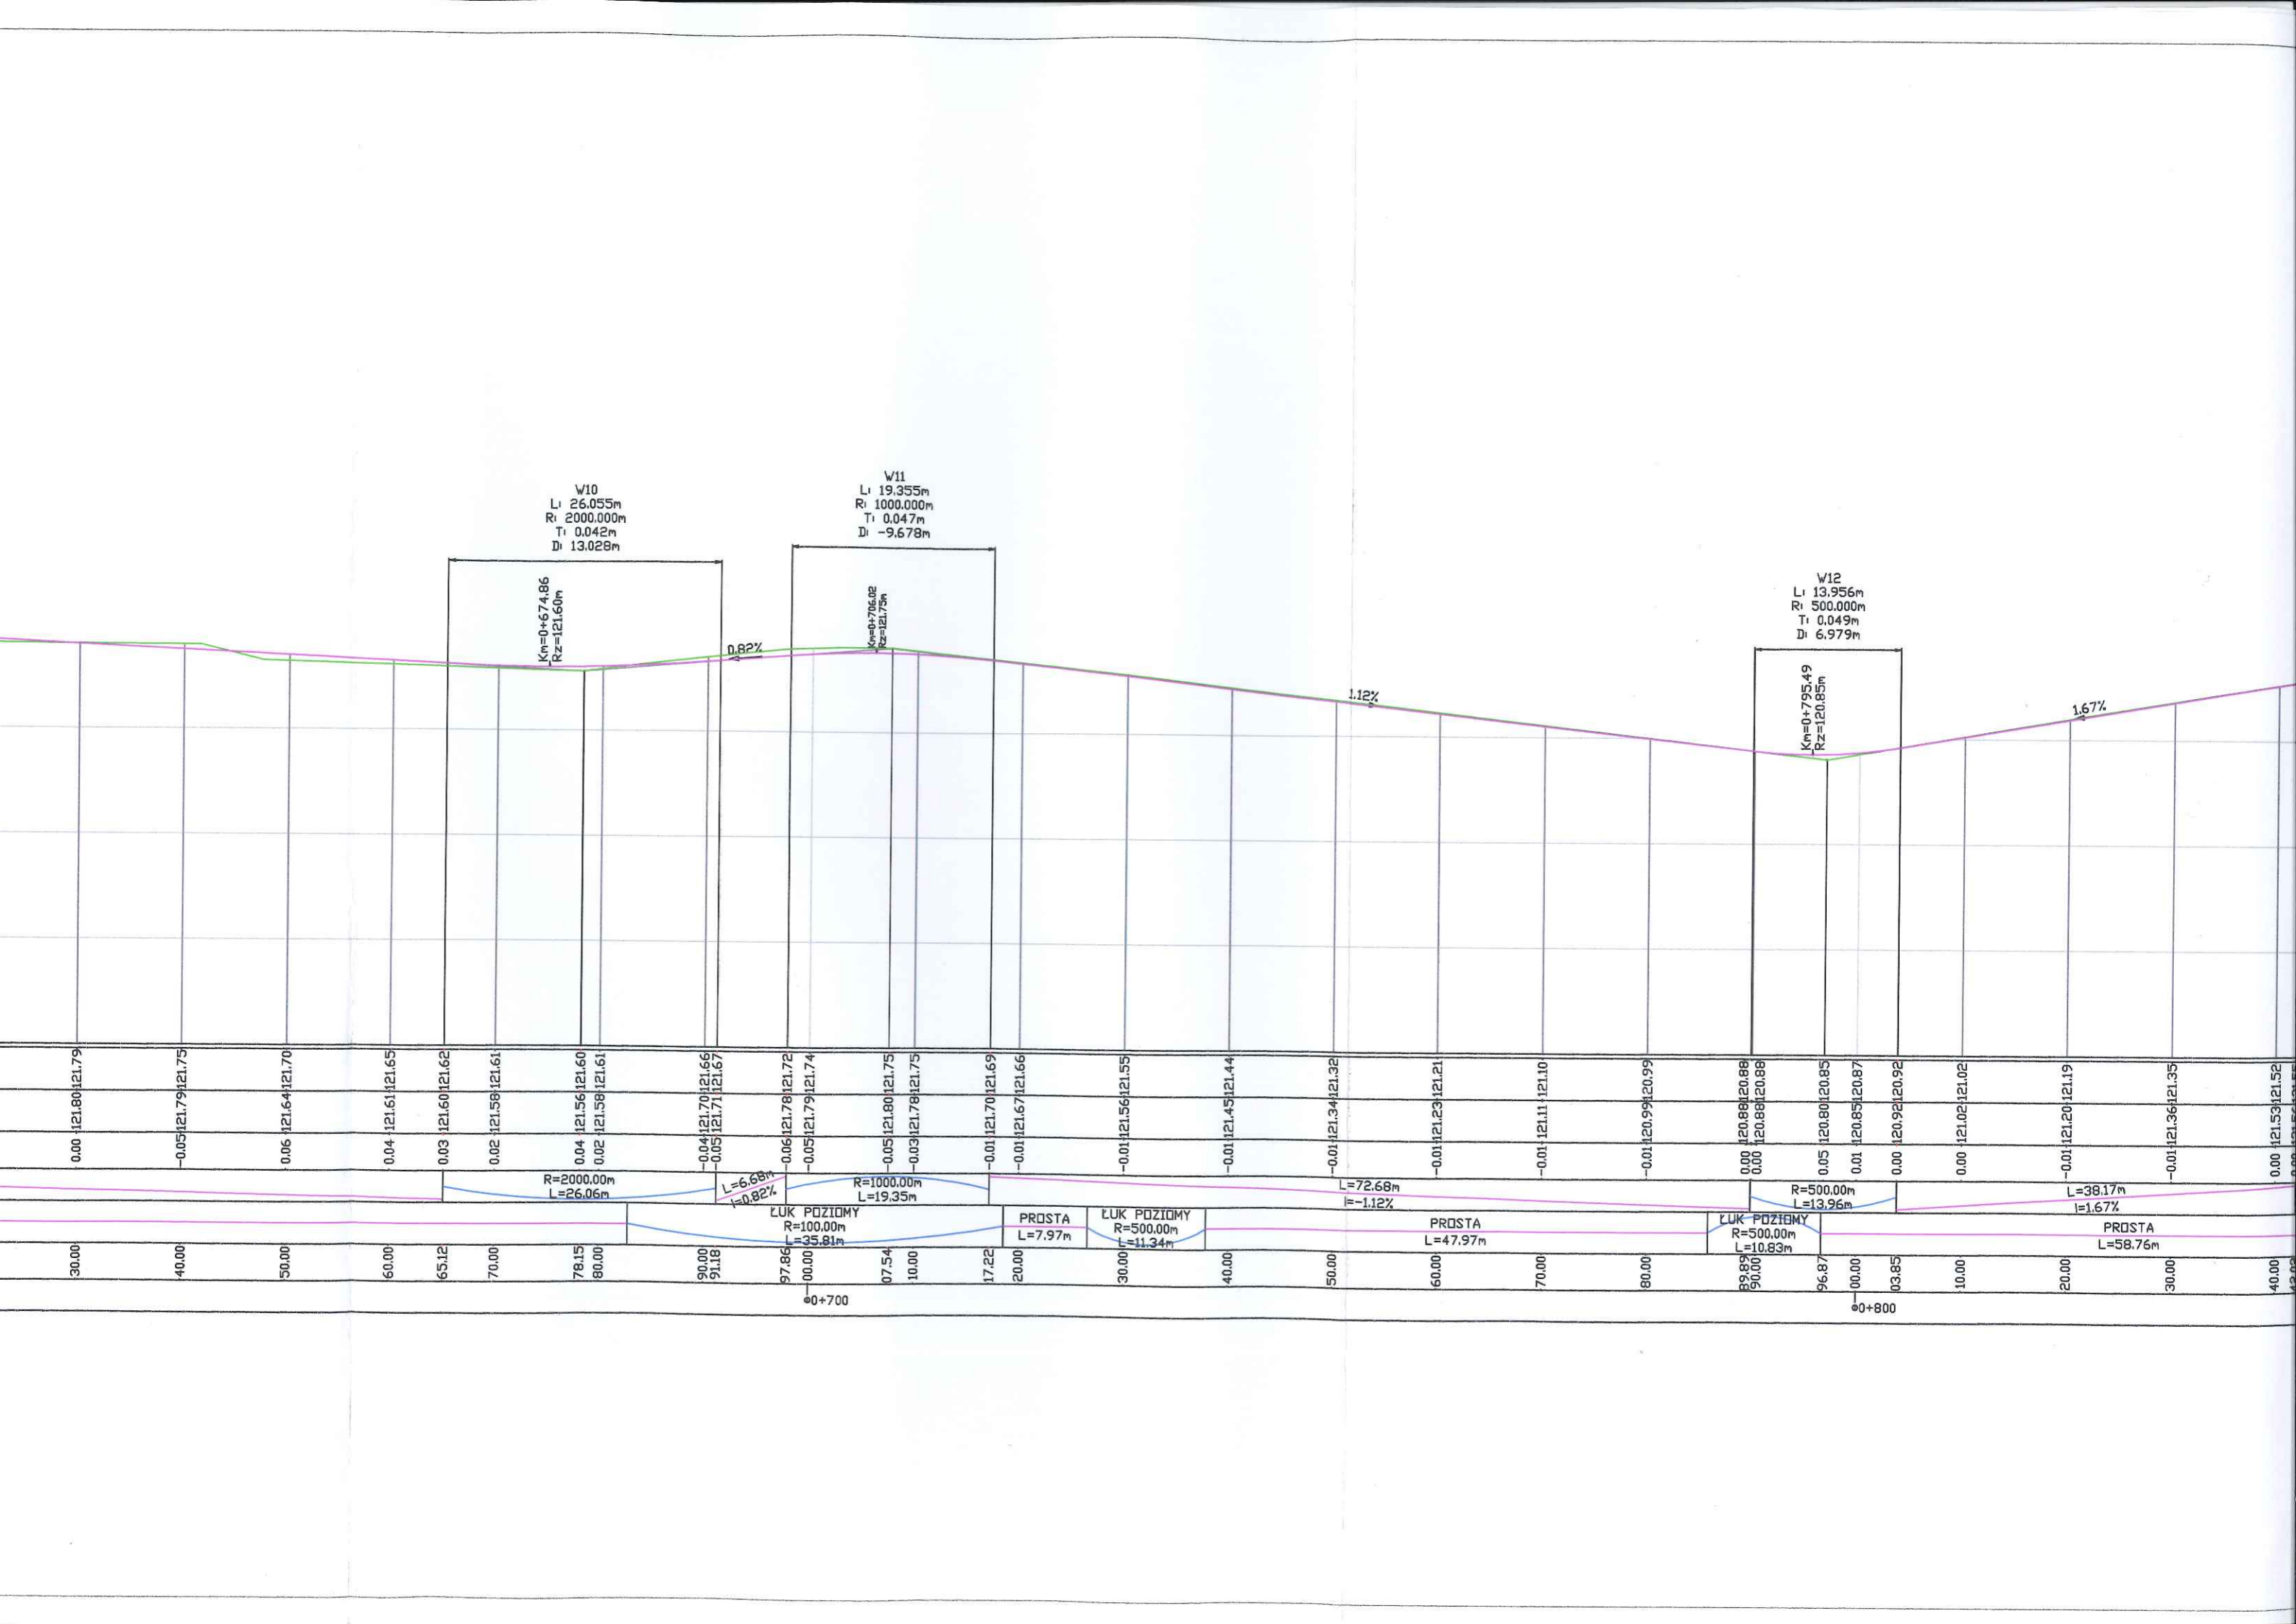 W10
L: 26.055m
R: 2000.000m
T: 0.042m
D: 13.028m
W11
L: 19.355m
R: 1000.000m
T: 0.047m
D: -9.678m
W12
L: 13.956m
R: 500.000m
T: 0.049m
D: 6.979m
Km=0+674.86
Rz=121.60m
Km=0+706.02
Rz=121.75m
Km=0+795.49
Rz=120.85m
0.82%
1.12%
1.67%
121.79 121.75 121.70 121.65 121.62 121.61 121.60 121.61 121.66 121.67 121.72 121.74 121.75 121.75 121.69 121.66 121.55 121.44 121.32 121.21 121.10 120.99 120.88 120.88 120.85 120.87 120.92 121.02 121.19 121.35 121.52
121.80 121.79 121.64 121.61 121.60 121.58 121.56 121.58 121.70 121.71 121.78 121.79 121.80 121.78 121.70 121.67 121.56 121.45 121.34 121.23 121.11 120.99 120.88 120.88 120.80 120.85 120.92 121.02 121.20 121.36 121.53
0.00 -0.05 0.06 0.04 0.03 0.02 0.04 0.02 -0.04 -0.05 -0.06 -0.05 -0.05 -0.03 -0.01 -0.01 -0.01 -0.01 -0.01 -0.01 -0.01 -0.01 0.00 0.00 0.05 0.01 0.00 0.00 -0.01 -0.01 0.00
R=2000.00m
L=26.06m
L=6.68m
I=0.82%
R=1000.00m
L=19.35m
L=72.68m
I=-1.12%
R=500.00m
L=13.96m
L=38.17m
I=1.67%
ŁUK POZIOMY
R=100.00m
L=35.81m
PROSTA
L=7.97m
ŁUK POZIOMY
R=500.00m
L=11.34m
PROSTA
L=47.97m
ŁUK POZIOMY
R=500.00m
L=10.83m
PROSTA
L=58.76m
30.00 40.00 50.00 60.00 65.12 70.00 78.15 80.00 90.00 91.18 97.86 00.00 07.54 10.00 17.22 20.00 30.00 40.00 50.00 60.00 70.00 80.00 89.89 90.00 96.87 00.00 03.85 10.00 20.00 30.00 40.00
0+700
0+800